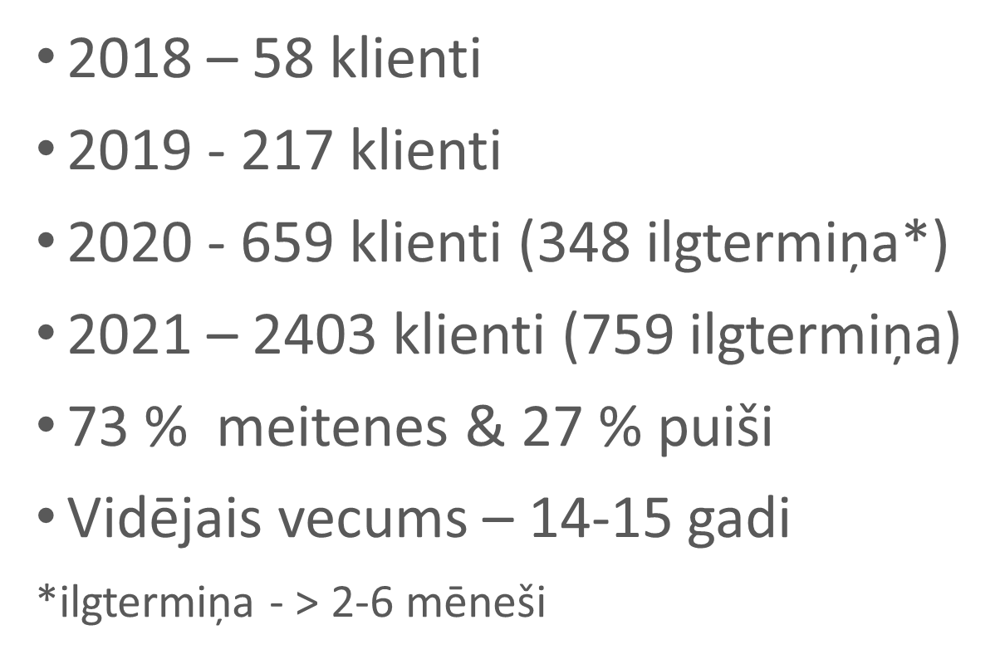 • 2018 – 58 klienti
• 2019 - 217 klienti
• 2020 - 659 klienti (348 ilgtermiņa*)
• 2021 – 2403 klienti (759 ilgtermiņa)
• 73 %  meitenes & 27 % puiši
• Vidējais vecums – 14-15 gadi
*ilgtermiņa - > 2-6 mēneši